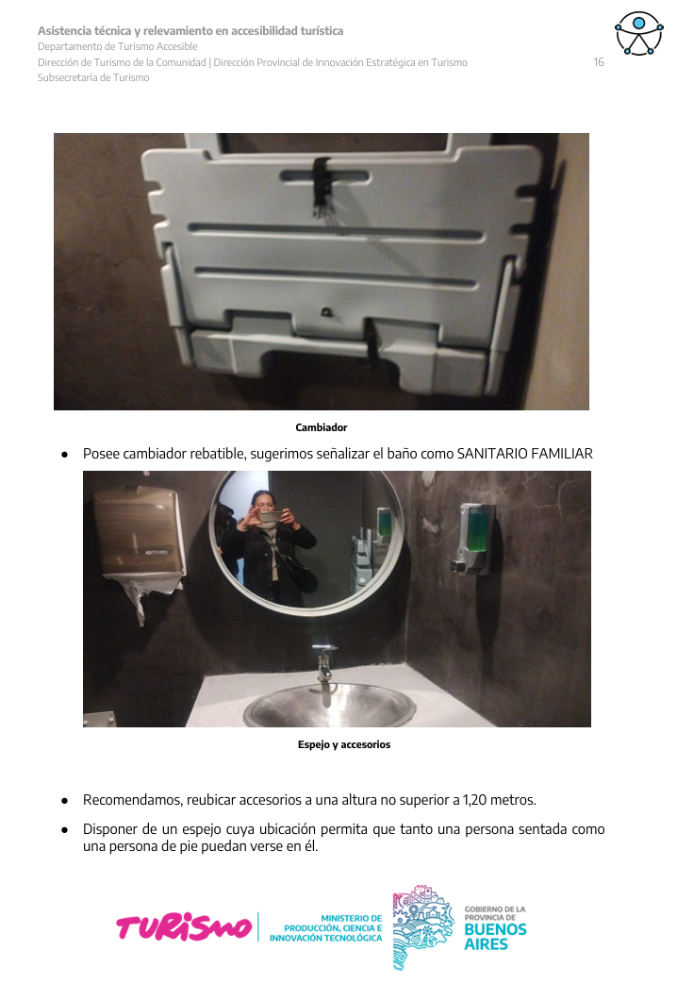 Asistencia técnica y relevamiento en accesibilidad turística
Departamento de Turismo Accesible
Dirección de Turismo de la Comunidad | Dirección Provincial de Innovación Estratégica en Turismo
16
Subsecretaría de Turismo
Cambiador
● Posee cambiador rebatible, sugerimos señalizar el baño como SANITARIO FAMILIAR
Espejo y accesorios
● Recomendamos, reubicar accesorios a una altura no superior a 1,20 metros.
● Disponer de un espejo cuya ubicación permita que tanto una persona sentada como
una persona de pie puedan verse en él.
TURISMO
MINISTERIO DE
PRODUCCIÓN, CIENCIA E
INNOVACIÓN TECNOLÓGICA
GOBIERNO DE LA
PROVINCIA DE
BUENOS
AIRES